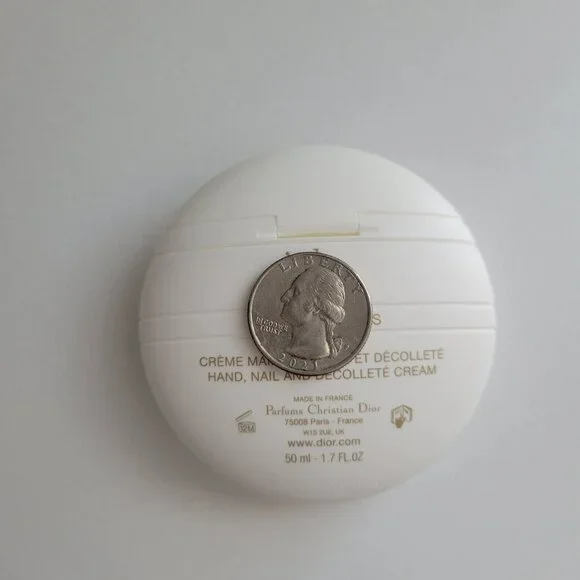 LIBERTY
IN GOD WE
TRUST
2021
S
CRÈME MA ET DÉCOLLETÉ
HAND, NAIL AND DÉCOLLETÉ CREAM
MADE IN FRANCE
Parfums Christian Dior
75008 Paris - France
W1S 2UE, UK
www.dior.com
12M
50 ml - 1.7 FL.OZ